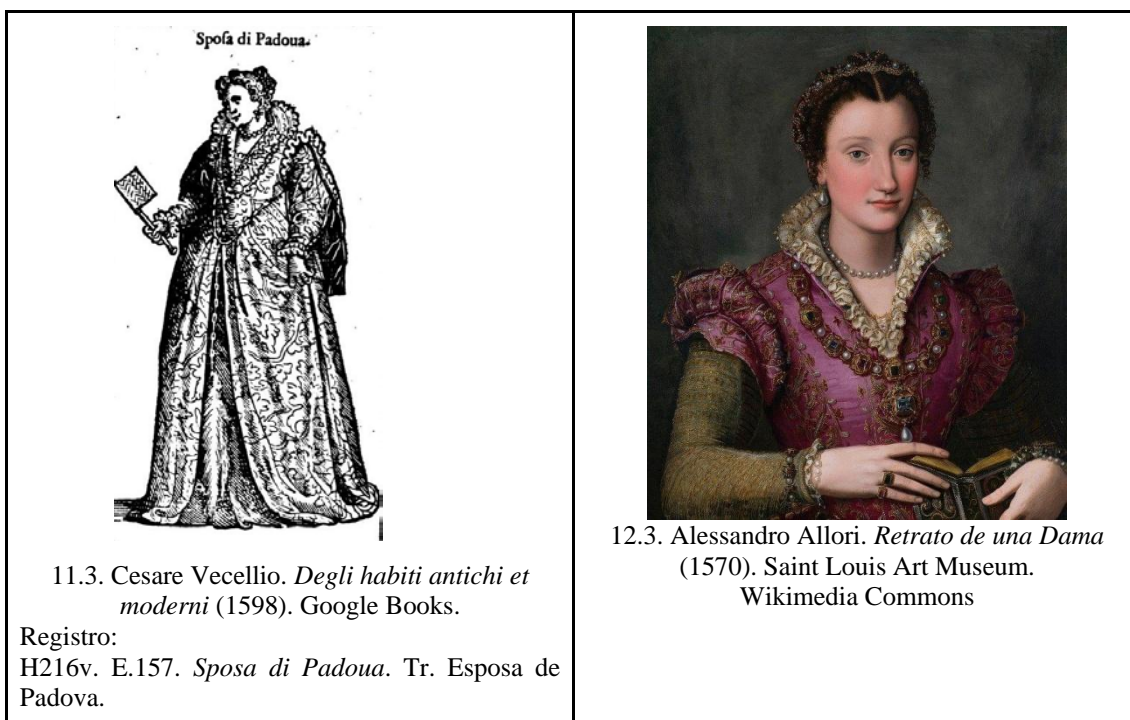 Spoſa di Padoua.
11.3. Cesare Vecellio. Degli habiti antichi et
moderni (1598). Google Books.
Registro:
H216v. E.157. Sposa di Padoua. Tr. Esposa de
Padova.
12.3. Alessandro Allori. Retrato de una Dama
(1570). Saint Louis Art Museum.
Wikimedia Commons